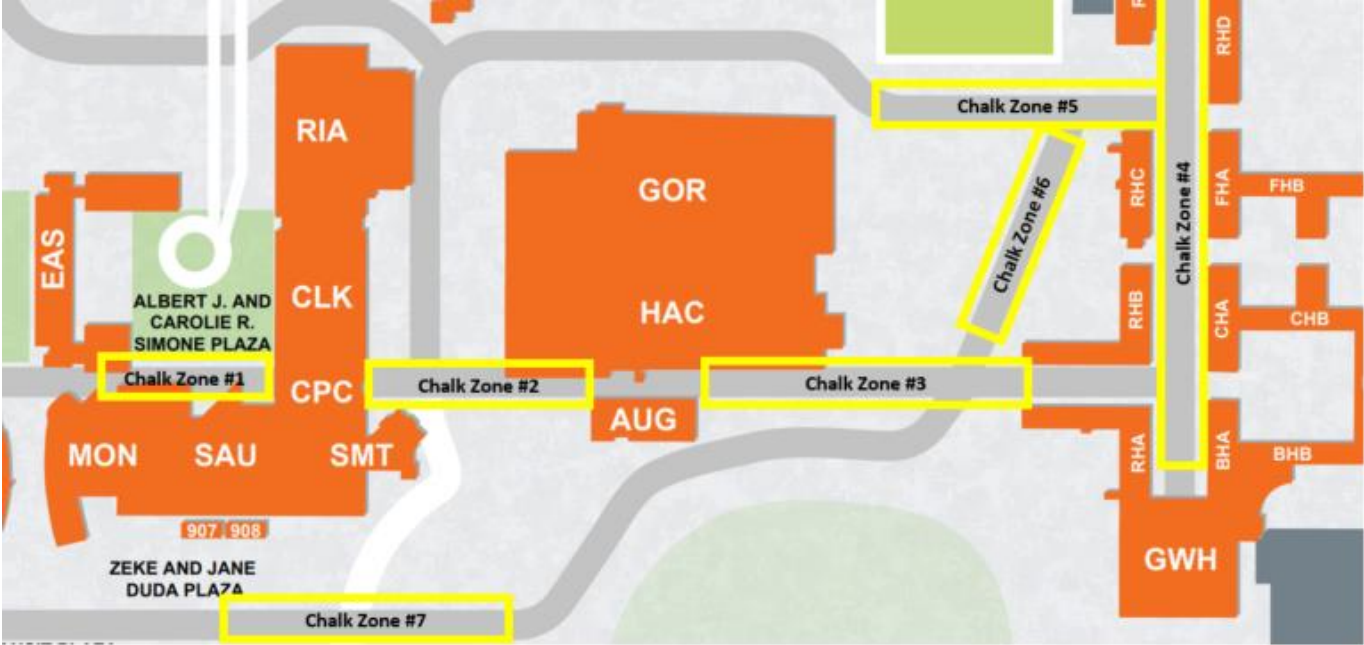 RHD
Chalk Zone #5
RIA
GOR
Chalk Zone #6
RHC
Chalk Zone #4
FHA
FHB
EAS
ALBERT J. AND
CAROLIE R.
SIMONE PLAZA
CLK
HAC
RHB
CHA
CHB
Chalk Zone #1
CPC
Chalk Zone #2
Chalk Zone #3
AUG
MON
SAU
SMT
RHA
BHA
BHB
907
908
ZEKE AND JANE
DUDA PLAZA
GWH
Chalk Zone #7